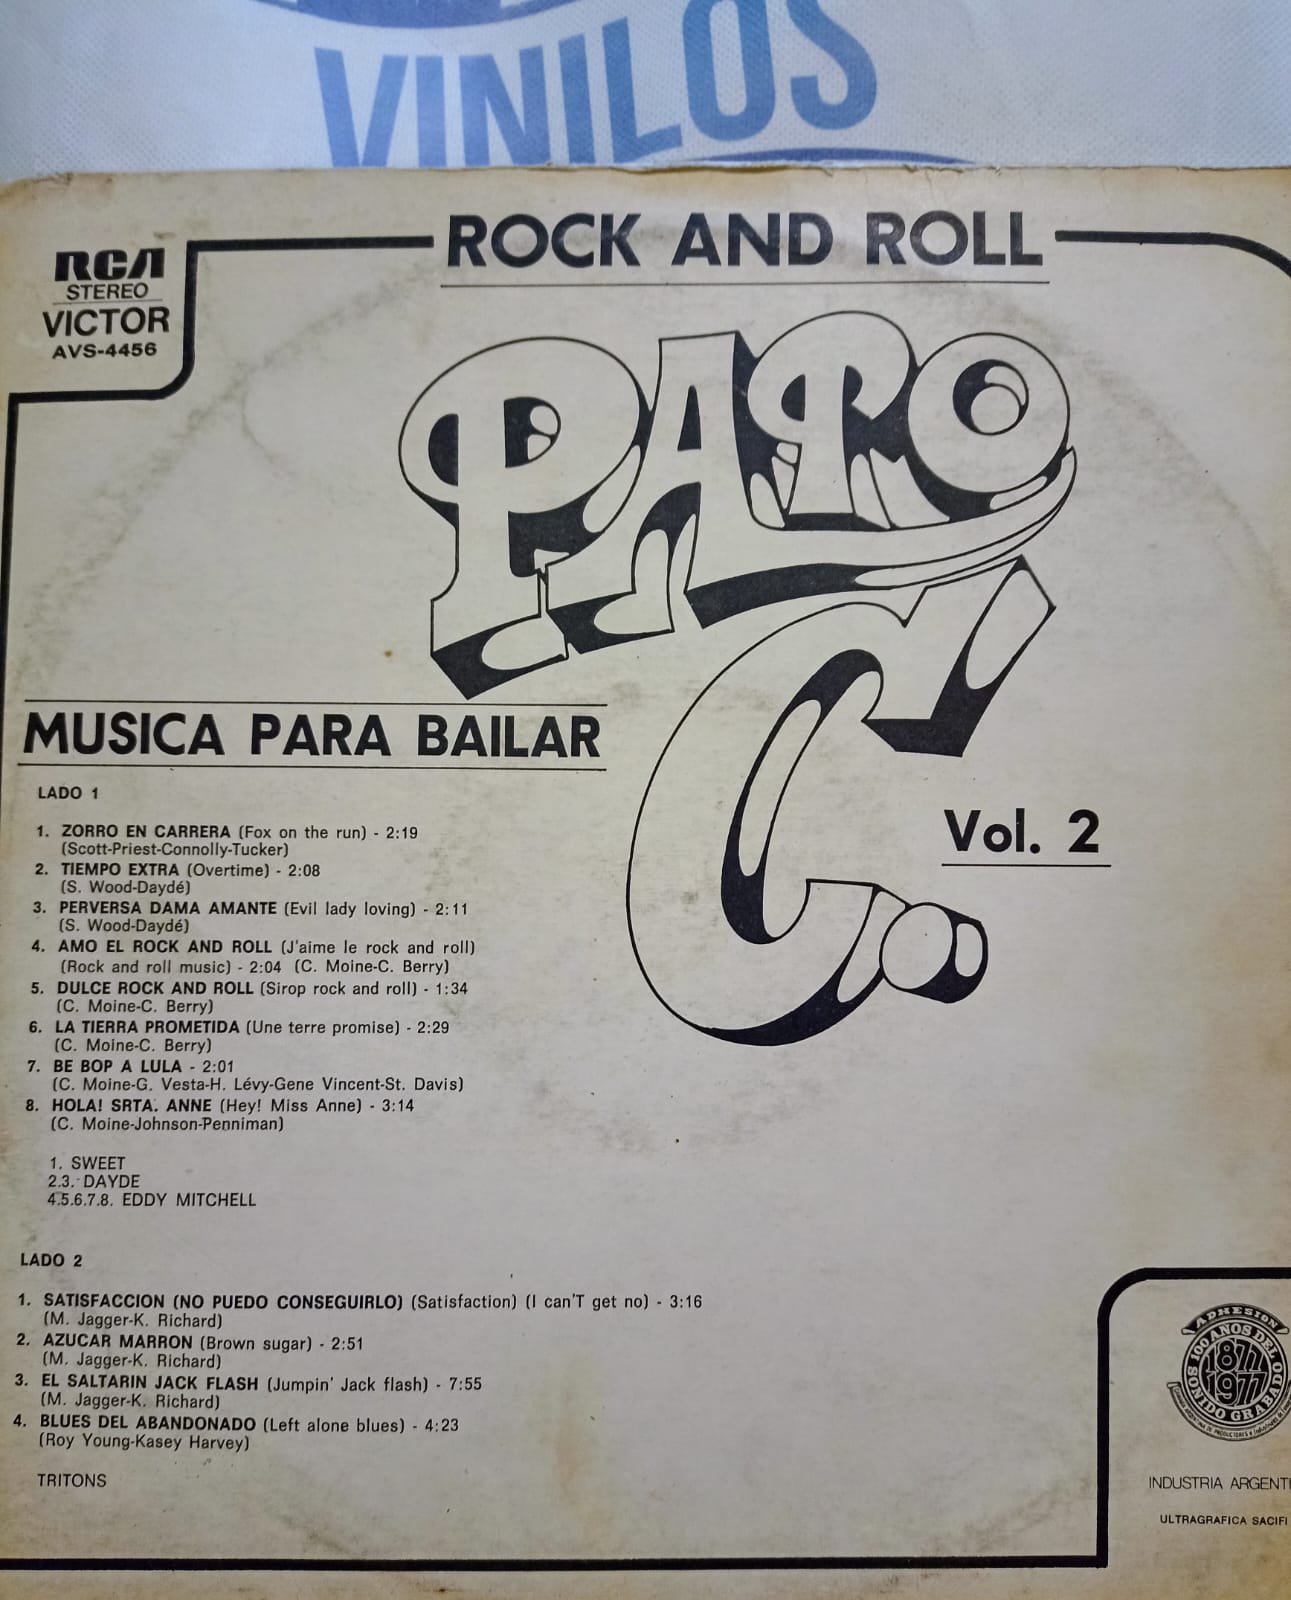 VINILOS
ROCK AND ROLL
RCA
STEREO
VICTOR
AVS-4456
PATO
C.
Vol. 2
MUSICA PARA BAILAR
LADO 1
1. ZORRO EN CARRERA (Fox on the run) - 2:19
(Scott-Priest-Connolly-Tucker)
2. TIEMPO EXTRA (Overtime) - 2:08
(S. Wood-Daydé)
3. PERVERSA DAMA AMANTE (Evil lady loving) - 2:11
(S. Wood-Daydé)
4. AMO EL ROCK AND ROLL (J'aime le rock and roll)
(Rock and roll music) - 2:04 (C. Moine-C. Berry)
5. DULCE ROCK AND ROLL (Sirop rock and roll) - 1:34
(C. Moine-C. Berry)
6. LA TIERRA PROMETIDA (Une terre promise) - 2:29
(C. Moine-C. Berry)
7. BE BOP A LULA - 2:01
(C. Moine-G. Vesta-H. Lévy-Gene Vincent-St. Davis)
8. HOLA! SRTA. ANNE (Hey! Miss Anne) - 3:14
(C. Moine-Johnson-Penniman)
1. SWEET
2.3. DAYDE
4.5.6.7.8. EDDY MITCHELL
LADO 2
1. SATISFACCION (NO PUEDO CONSEGUIRLO) (Satisfaction) (I can'T get no) - 3:16
(M. Jagger-K. Richard)
2. AZUCAR MARRON (Brown sugar) - 2:51
(M. Jagger-K. Richard)
3. EL SALTARIN JACK FLASH (Jumpin' Jack flash) - 7:55
(M. Jagger-K. Richard)
4. BLUES DEL ABANDONADO (Left alone blues) - 4:23
(Roy Young-Kasey Harvey)
TRITONS
ADHESION
100 AÑOS DEL
SONIDO GRABADO
1877
1977
INDUSTRIA ARGENTI
ULTRAGRAFICA SACIFI